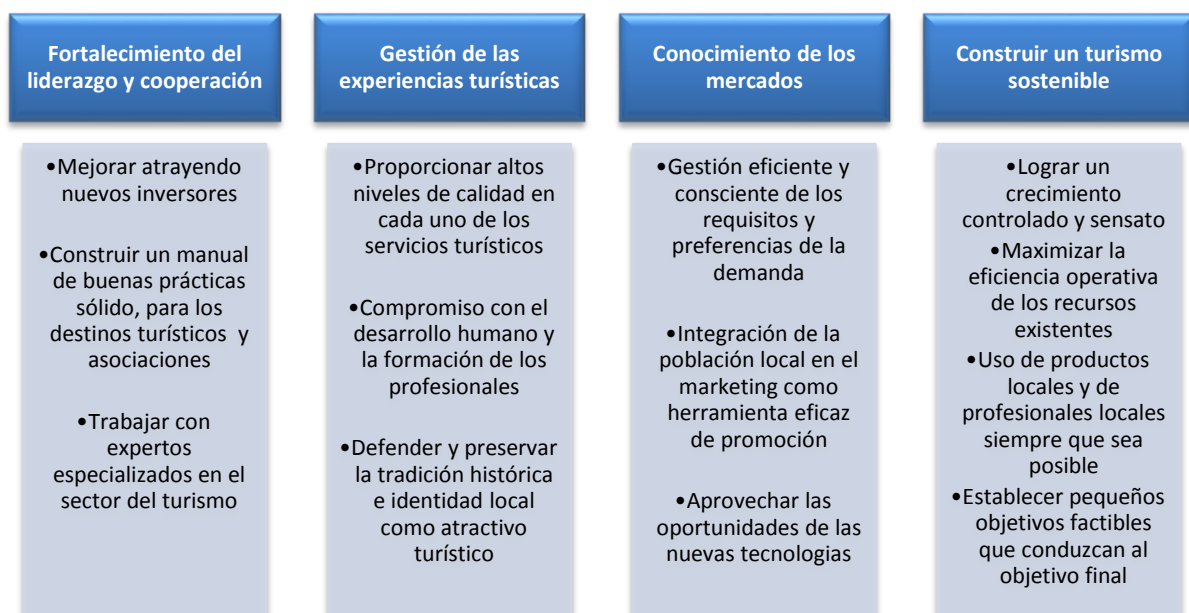 Fortalecimiento del
liderazgo y cooperación
•Mejorar atrayendo
nuevos inversores
•Construir un manual
de buenas prácticas
sólido, para los
destinos turísticos  y
asociaciones
•Trabajar con
expertos
especializados en el
sector del turismo
Gestión de las
experiencias turísticas
•Proporcionar altos
niveles de calidad en
cada uno de los
servicios turísticos
•Compromiso con el
desarrollo humano y
la formación de los
profesionales
•Defender y preservar
la tradición histórica
e identidad local
como atractivo
turístico
Conocimiento de los
mercados
•Gestión eficiente y
consciente de los
requisitos y
preferencias de la
demanda
•Integración de la
población local en el
marketing como
herramienta eficaz
de promoción
•Aprovechar las
oportunidades de las
nuevas tecnologias
Construir un turismo
sostenible
•Lograr un
crecimiento
controlado y sensato
•Maximizar la
eficiencia operativa
de los recursos
existentes
•Uso de productos
locales y de
profesionales locales
siempre que sea
posible
•Establecer pequeños
objetivos factibles
que conduzcan al
objetivo final